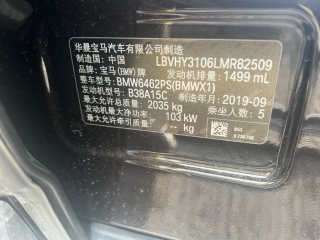 华晨宝马汽车有限公司制造
制造国：中国 LBVHY3106LMR82509
品牌：宝马(BMW)牌 发动机排量：1499 mL
整车型号：BMW6462PS(BMWX1)
发动机型号：B38A15C 制造年月：2019-09
最大允许总质量：2035 kg 乘坐人数：5
发动机最大净功率：103 kW
最大允许牵引质量：-- kg